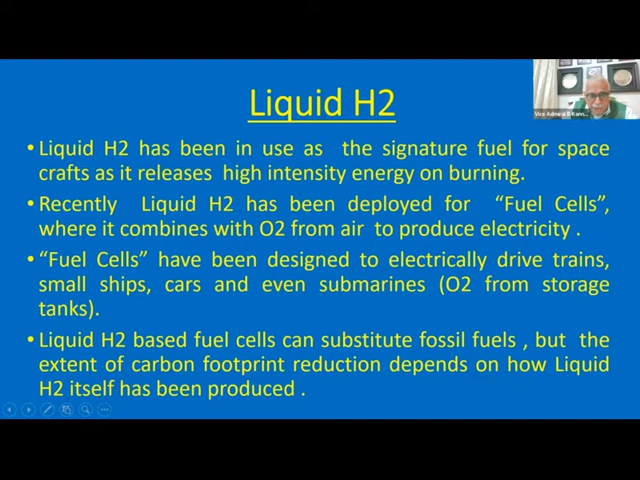 Liquid H2
Vice Admiral B Kann...
• Liquid H2 has been in use as the signature fuel for space
crafts as it releases high intensity energy on burning.
• Recently Liquid H2 has been deployed for “Fuel Cells”,
where it combines with O2 from air to produce electricity .
• “Fuel Cells” have been designed to electrically drive trains,
small ships, cars and even submarines (O2 from storage
tanks).
• Liquid H2 based fuel cells can substitute fossil fuels , but the
extent of carbon footprint reduction depends on how Liquid
H2 itself has been produced .